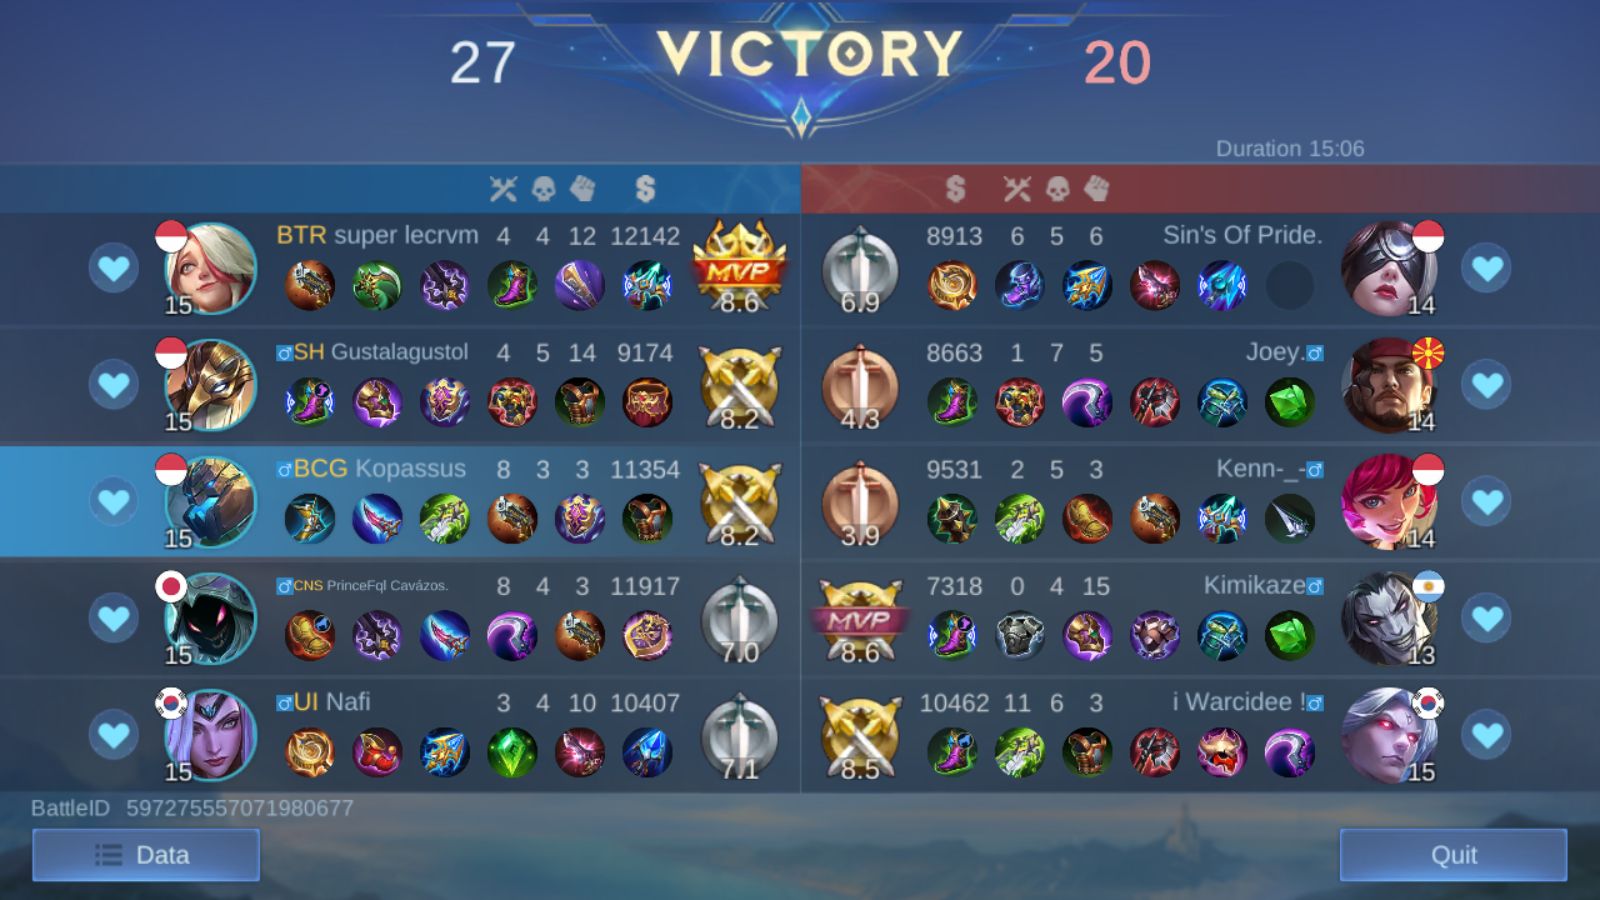 27 VICTORY 20
Duration 15:06
BTR super lecrvm 4 4 12 12142 MVP 8.6 15
6.9 8913 6 5 6 Sin's Of Pride. 14
SH Gustalagustol 4 5 14 9174 8.2 15
4.3 8663 1 7 5 Joey. 14
BCG Kopassus 8 3 3 11354 8.2 15
3.9 9531 2 5 3 Kenn-_- 14
CNS PrinceFql Cavázos. 8 4 3 11917 7.0 15
MVP 8.6 7318 0 4 15 Kimikaze 13
UI Nafi 3 4 10 10407 7.1 15
8.5 10462 11 6 3 i Warcidee ! 15
BattleID 597275557071980677
Data
Quit